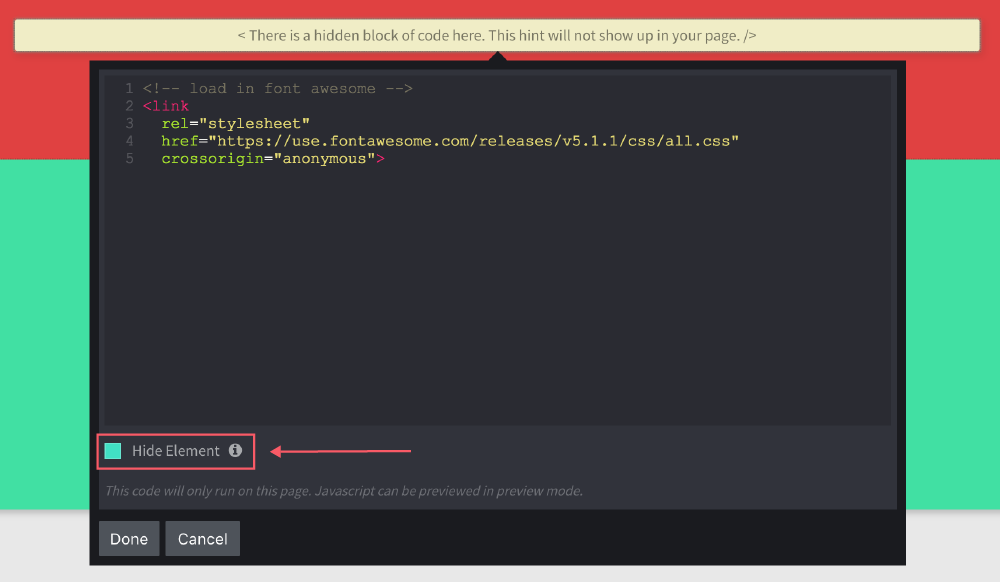 < There is a hidden block of code here. This hint will not show up in your page. />
1 <!-- load in font awesome -->
2 <link
3 rel="stylesheet"
4 href="https://use.fontawesome.com/releases/v5.1.1/css/all.css"
5 crossorigin="anonymous">
Hide Element
This code will only run on this page. Javascript can be previewed in preview mode.
Done Cancel